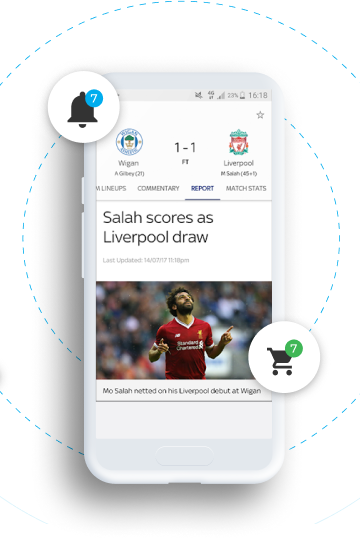 7
4G 23% 16:18
1-1
FT
Wigan
Liverpool
A Gilbey (21)
M Salah (45+1)
M LINEUPS COMMENTARY REPORT MATCH STATS
Salah scores as
Liverpool draw
Last Updated: 14/07/17 11:18pm
Standard
Chartered
7
Mo Salah netted on his Liverpool debut at Wigan